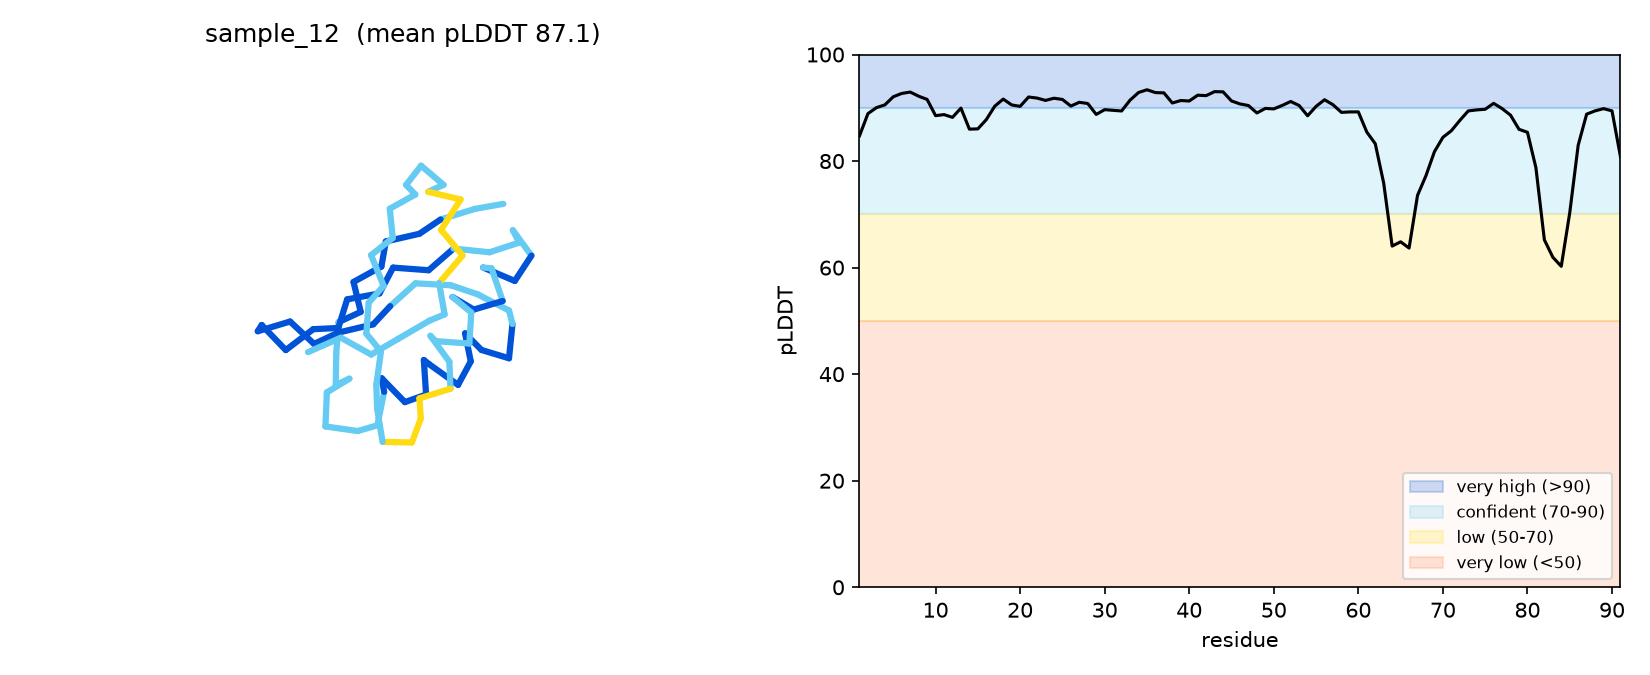 sample_12  (mean pLDDT 87.1)
100
80
60
40
20
0
pLDDT
10 20 30 40 50 60 70 80 90
residue
very high (>90)
confident (70-90)
low (50-70)
very low (<50)